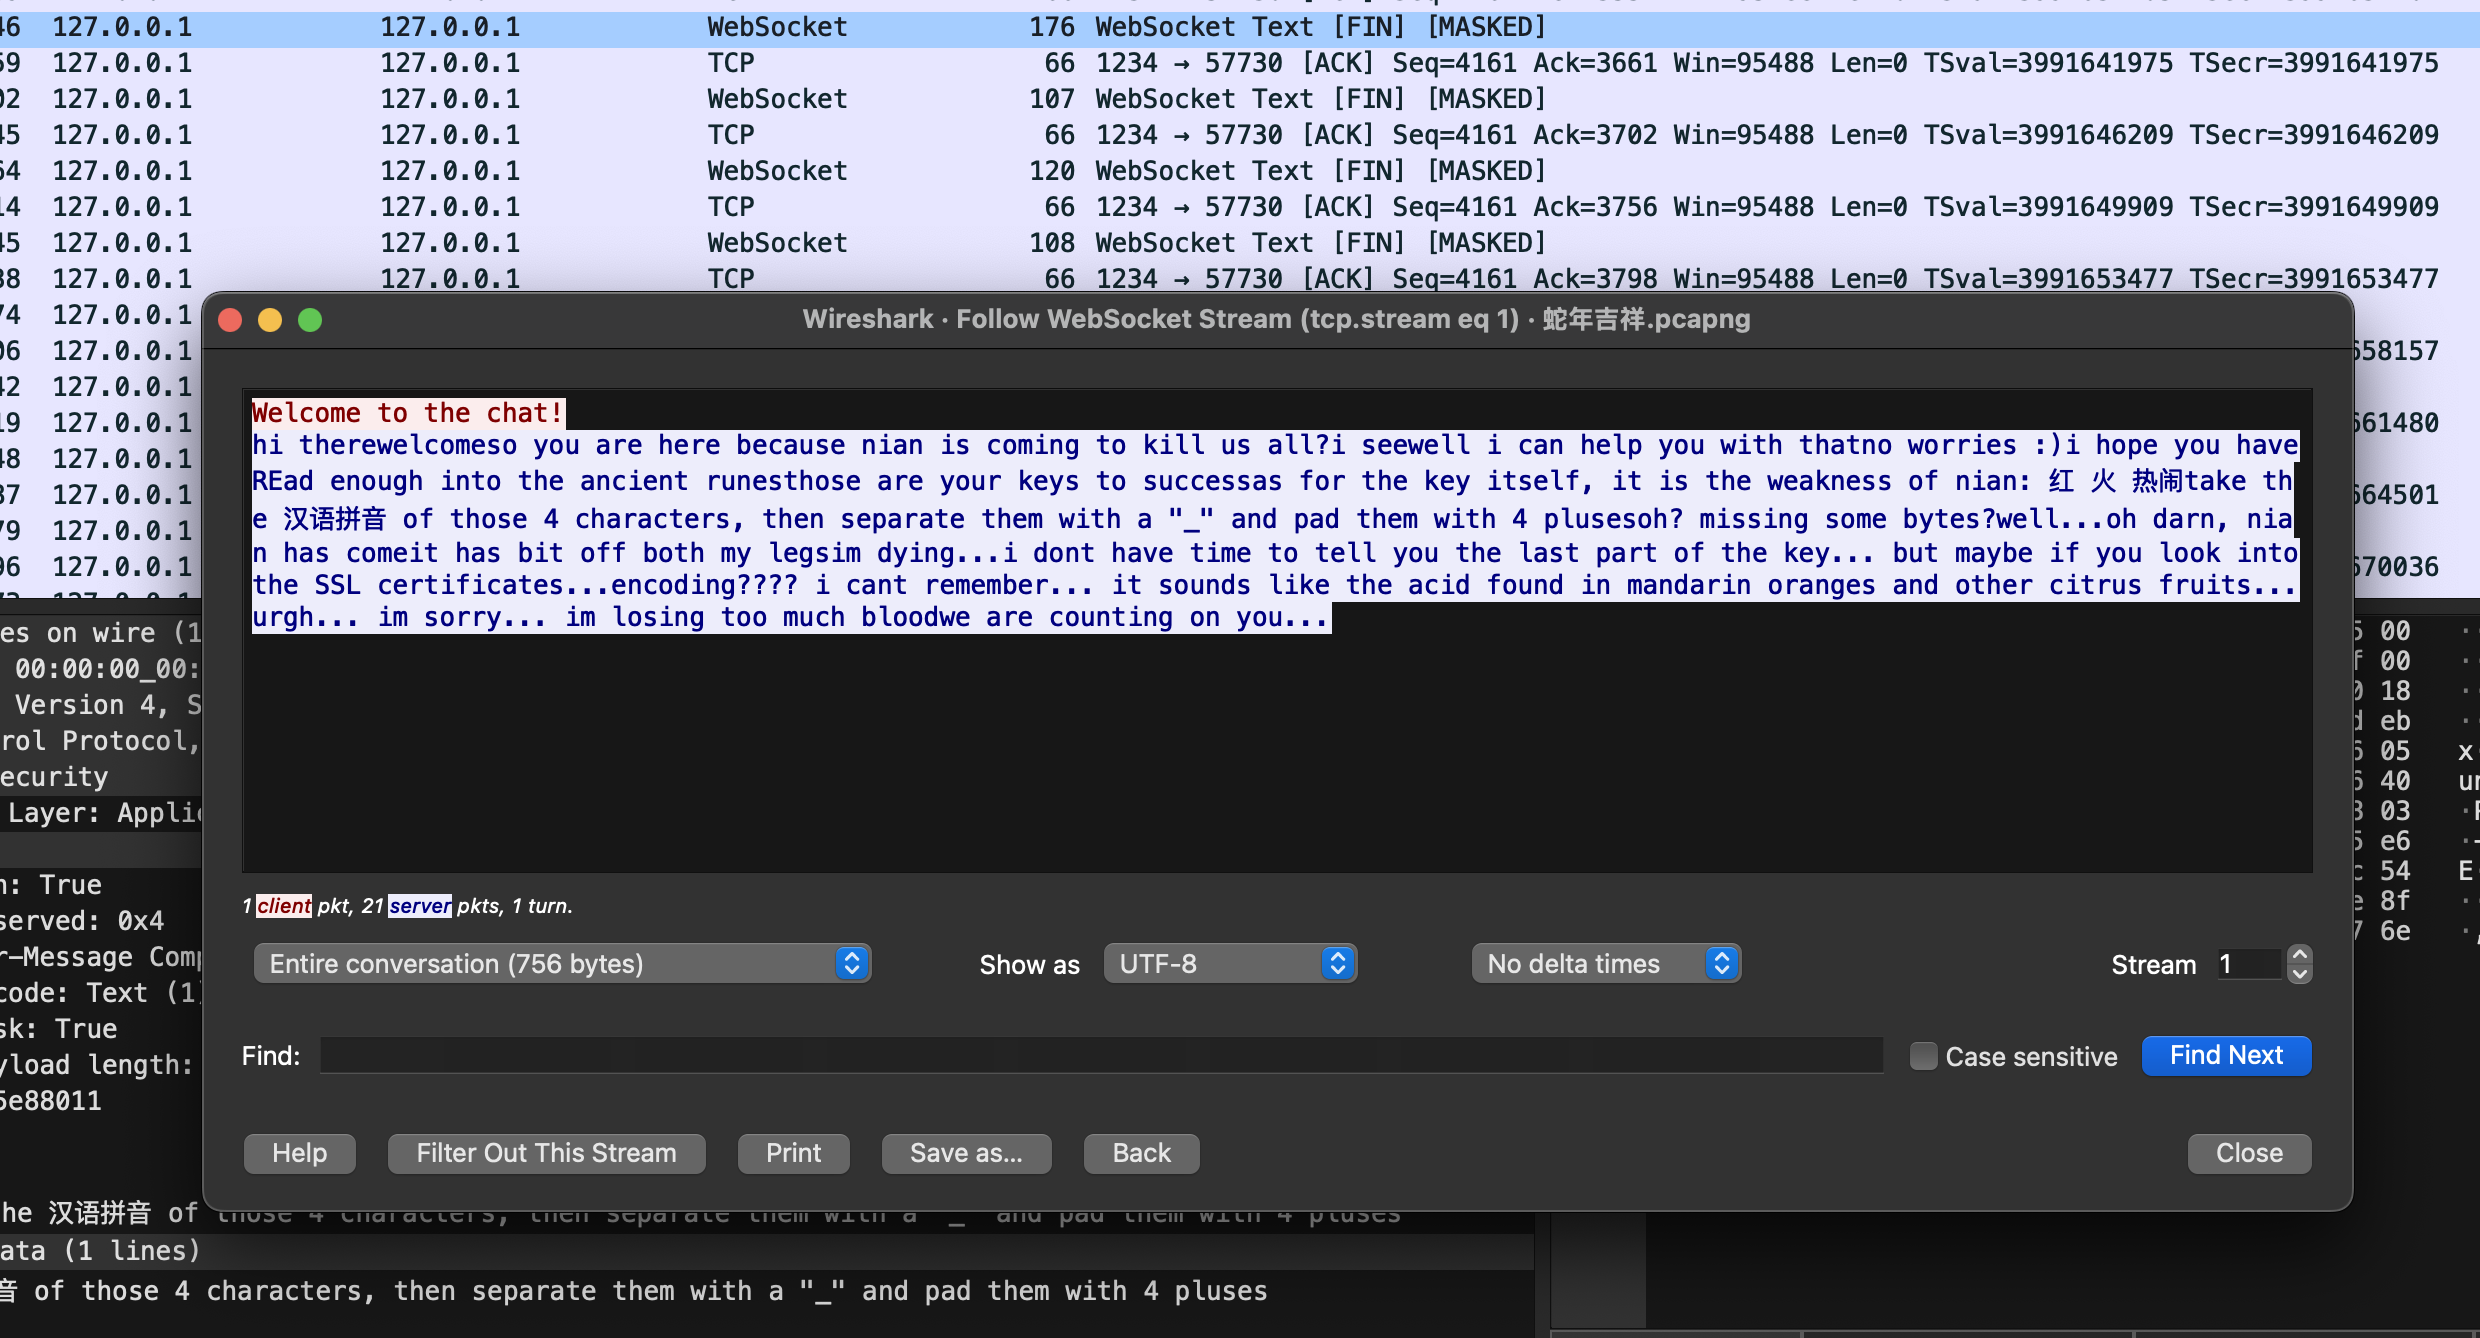 46 127.0.0.1 127.0.0.1 WebSocket 176 WebSocket Text [FIN] [MASKED]
59 127.0.0.1 127.0.0.1 TCP 66 1234 → 57730 [ACK] Seq=4161 Ack=3661 Win=95488 Len=0 TSval=3991641975 TSecr=3991641975
02 127.0.0.1 127.0.0.1 WebSocket 107 WebSocket Text [FIN] [MASKED]
45 127.0.0.1 127.0.0.1 TCP 66 1234 → 57730 [ACK] Seq=4161 Ack=3702 Win=95488 Len=0 TSval=3991646209 TSecr=3991646209
64 127.0.0.1 127.0.0.1 WebSocket 120 WebSocket Text [FIN] [MASKED]
14 127.0.0.1 127.0.0.1 TCP 66 1234 → 57730 [ACK] Seq=4161 Ack=3756 Win=95488 Len=0 TSval=3991649909 TSecr=3991649909
45 127.0.0.1 127.0.0.1 WebSocket 108 WebSocket Text [FIN] [MASKED]
38 127.0.0.1 127.0.0.1 TCP 66 1234 → 57730 [ACK] Seq=4161 Ack=3798 Win=95488 Len=0 TSval=3991653477 TSecr=3991653477
74 127.0.0.1
06 127.0.0.1 658157
42 127.0.0.1
19 127.0.0.1 661480
48 127.0.0.1
37 127.0.0.1 664501
79 127.0.0.1
96 127.0.0.1 670036
Wireshark · Follow WebSocket Stream (tcp.stream eq 1) · 蛇年吉祥.pcapng
Welcome to the chat!
hi therewelcomeso you are here because nian is coming to kill us all?i seewell i can help you with thatno worries :)i hope you have
REad enough into the ancient runesthose are your keys to successas for the key itself, it is the weakness of nian: 红 火 热闹take th
e 汉语拼音 of those 4 characters, then separate them with a "_" and pad them with 4 plusesoh? missing some bytes?well...oh darn, nia
n has comeit has bit off both my legsim dying...i dont have time to tell you the last part of the key... but maybe if you look into
the SSL certificates...encoding???? i cant remember... it sounds like the acid found in mandarin oranges and other citrus fruits...
urgh... im sorry... im losing too much bloodwe are counting on you...
1 client pkt, 21 server pkts, 1 turn.
Entire conversation (756 bytes) Show as UTF-8 No delta times Stream 1
Find: Case sensitive Find Next
Help Filter Out This Stream Print Save as... Back Close
es on wire (1
00:00:00_00:
Version 4, S
rol Protocol,
ecurity
Layer: Applic
n: True
served: 0x4
r-Message Comp
code: Text (1)
sk: True
yload length:
5e88011
he 汉语拼音 of those 4 characters, then separate them with a "_" and pad them with 4 pluses
ata (1 lines)
音 of those 4 characters, then separate them with a "_" and pad them with 4 pluses
00
00
18
eb
05 x
40 un
03
e6
54 E
8f
6e